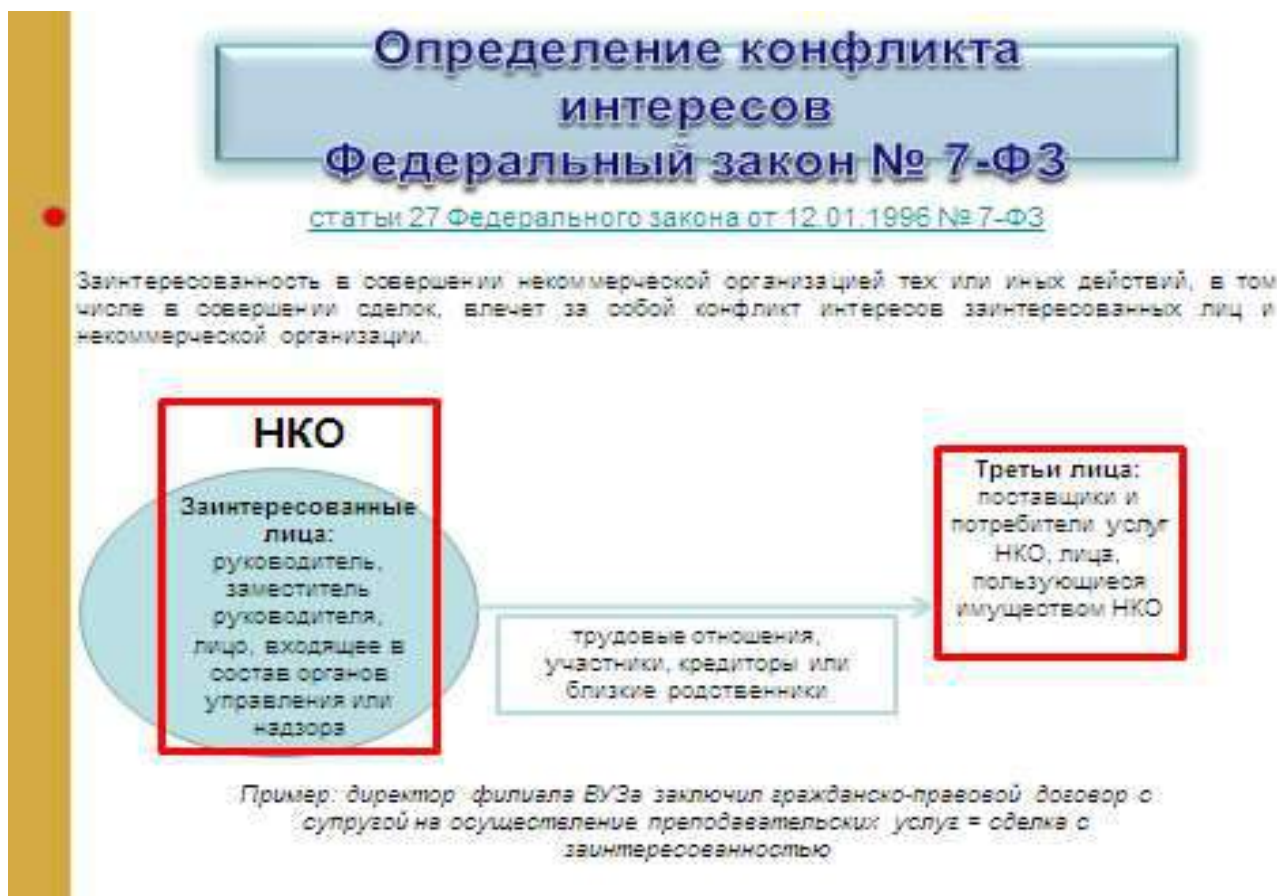 Определение конфликта
интересов
Федеральный закон № 7-ФЗ
статьи 27 Федерального закона от 12.01.1996 № 7-ФЗ
Заинтересованность в совершении некоммерческой организацией тех или иных действий, в том
числе в совершении сделок, влечет за собой конфликт интересов заинтересованных лиц и
некоммерческой организации.
НКО
Заинтересованные
лица:
руководитель,
заместитель
руководителя,
лицо, входящее в
состав органов
управления или
надзора
трудовые отношения,
участники, кредиторы или
близкие родственники
Третьи лица:
поставщики и
потребители услуг
НКО, лица,
пользующиеся
имуществом НКО
Пример: директор филиала ВУЗа заключил гражданско-правовой договор с
супругой на осуществление преподавательских услуг = сделка с
заинтересованностью